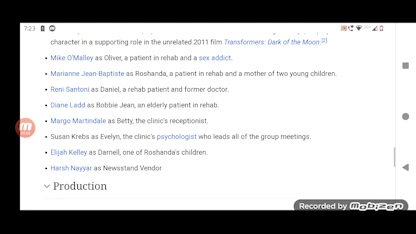 7:23
character in a supporting role in the unrelated 2011 film Transformers: Dark of the Moon.[2]
• Mike O'Malley as Oliver, a patient in rehab and a sex addict.
• Marianne Jean-Baptiste as Roshanda, a patient in rehab and a mother of two young children.
• Reni Santoni as Daniel, a rehab patient and former doctor.
• Diane Ladd as Bobbie Jean, an elderly patient in rehab.
• Margo Martindale as Betty, the clinic's receptionist.
• Susan Krebs as Evelyn, the clinic's psychologist who leads all of the group meetings.
• Elijah Kelley as Darnell, one of Roshanda's children.
• Harsh Nayyar as Newsstand Vendor
Production
Recorded by Mobizen